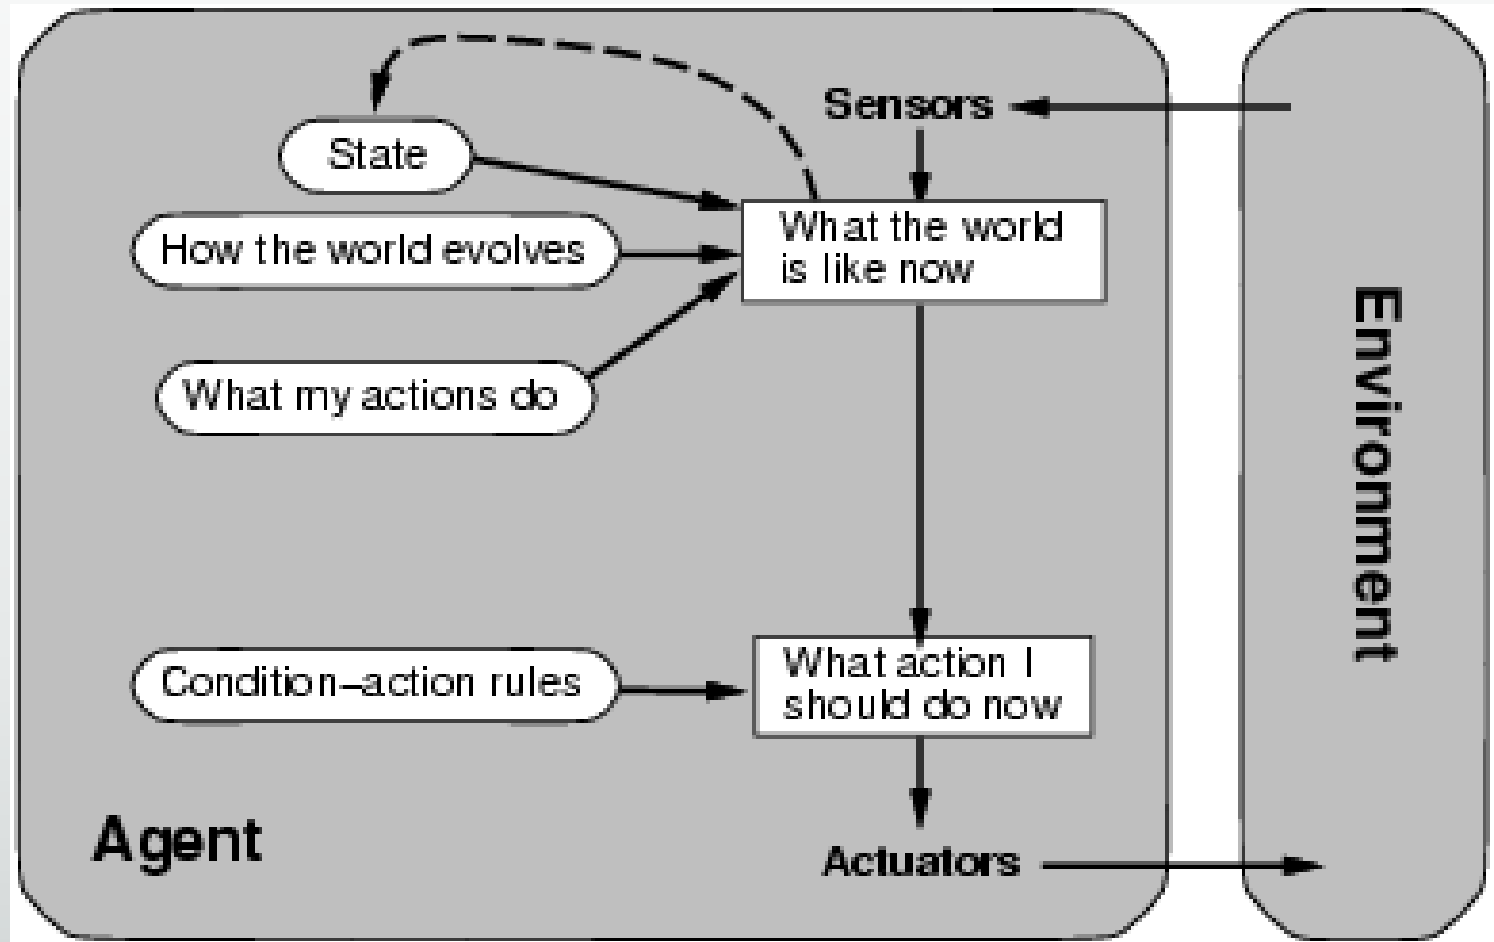 Sensors
State
What the world
is like now
How the world evolves
What my actions do
Environment
Condition–action rules
What action I
should do now
Agent
Actuators